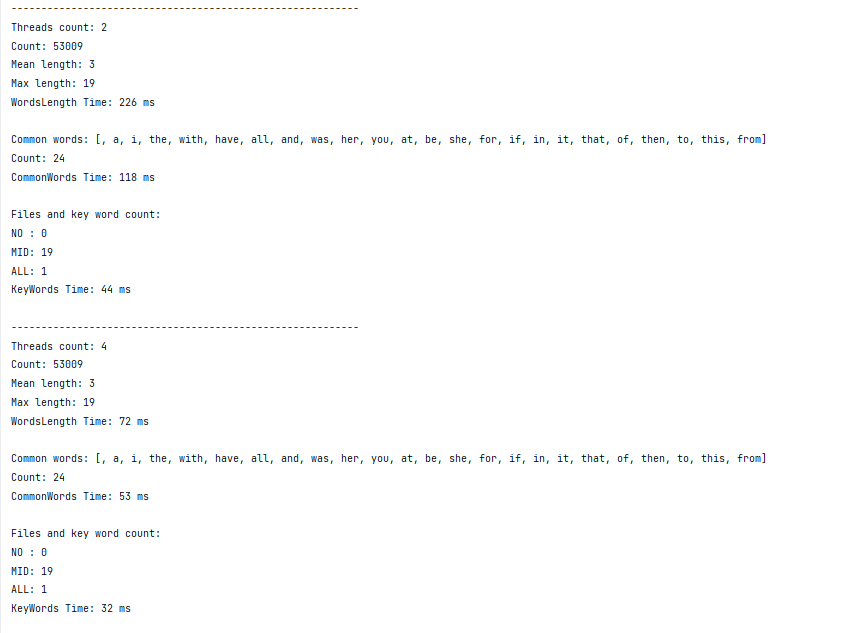 ----------------------------------------------------------
Threads count: 2
Count: 53009
Mean length: 3
Max length: 19
WordsLength Time: 226 ms
Common words: [, a, i, the, with, have, all, and, was, her, you, at, be, she, for, if, in, it, that, of, then, to, this, from]
Count: 24
CommonWords Time: 118 ms
Files and key word count:
NO : 0
MID: 19
ALL: 1
KeyWords Time: 44 ms
----------------------------------------------------------
Threads count: 4
Count: 53009
Mean length: 3
Max length: 19
WordsLength Time: 72 ms
Common words: [, a, i, the, with, have, all, and, was, her, you, at, be, she, for, if, in, it, that, of, then, to, this, from]
Count: 24
CommonWords Time: 53 ms
Files and key word count:
NO : 0
MID: 19
ALL: 1
KeyWords Time: 32 ms